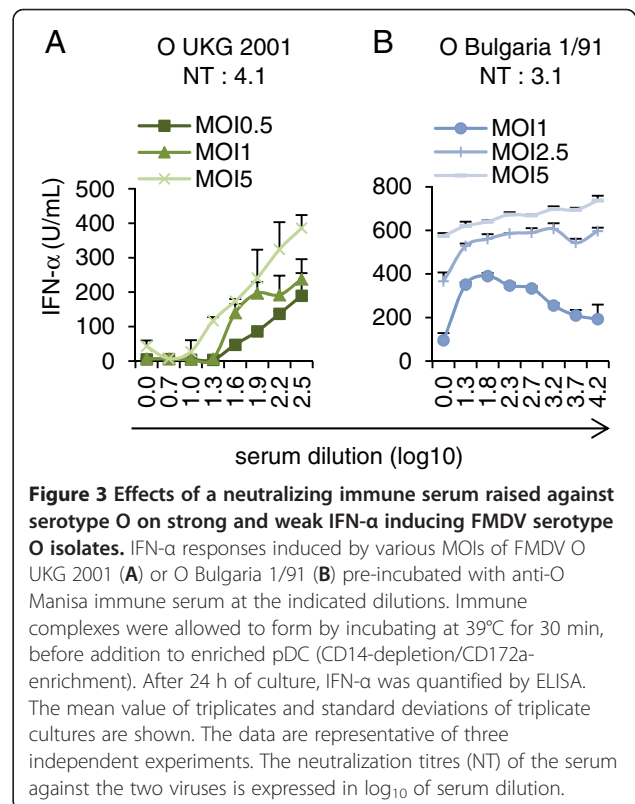 A
O UKG 2001
NT : 4.1
MOI0.5
MOI1
MOI5
IFN-α (U/mL)
500
400
300
200
100
0
0.0
0.7
1.0
1.3
1.6
1.9
2.2
2.5
B
O Bulgaria 1/91
NT : 3.1
MOI1
MOI2.5
MOI5
800
600
400
200
0
0.0
1.3
1.8
2.3
2.7
3.2
3.7
4.2
serum dilution (log10)
Figure 3 Effects of a neutralizing immune serum raised against
serotype O on strong and weak IFN-α inducing FMDV serotype
O isolates. IFN-α responses induced by various MOIs of FMDV O
UKG 2001 (A) or O Bulgaria 1/91 (B) pre-incubated with anti-O
Manisa immune serum at the indicated dilutions. Immune
complexes were allowed to form by incubating at 39°C for 30 min,
before addition to enriched pDC (CD14-depletion/CD172a-
enrichment). After 24 h of culture, IFN-α was quantified by ELISA.
The mean value of triplicates and standard deviations of triplicate
cultures are shown. The data are representative of three
independent experiments. The neutralization titres (NT) of the serum
against the two viruses is expressed in log10 of serum dilution.